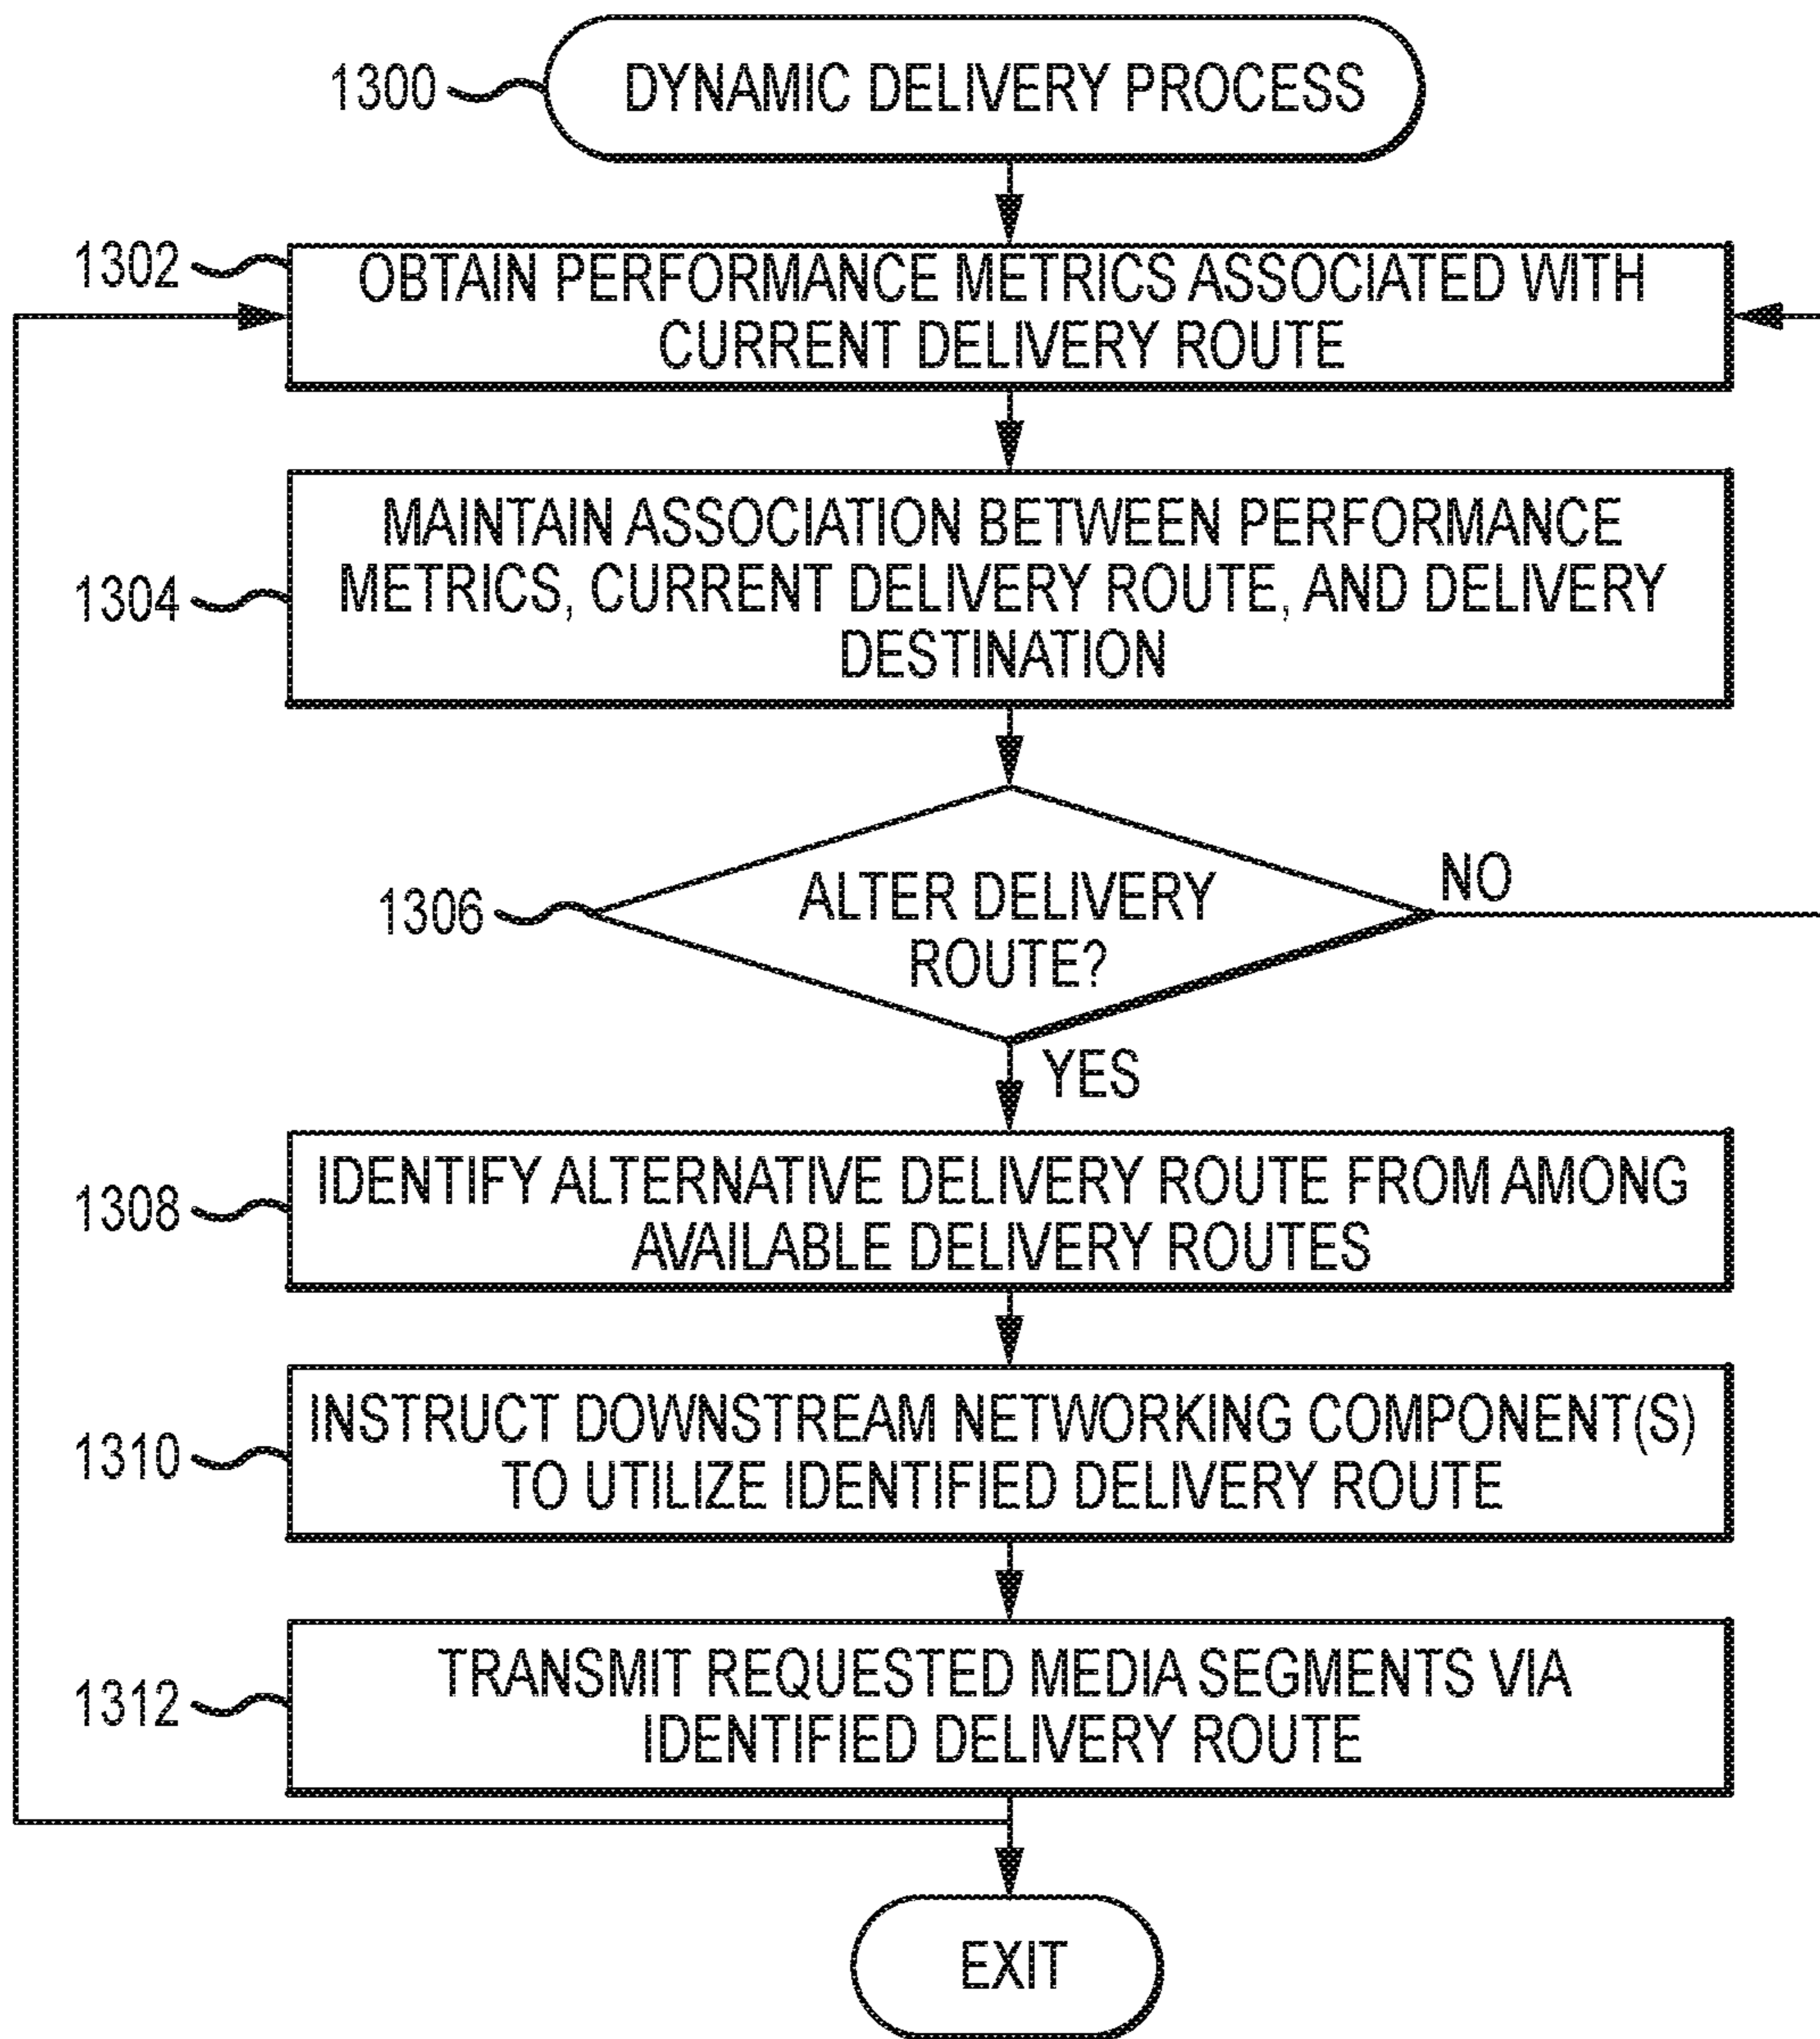 1300
DYNAMIC DELIVERY PROCESS
1302
OBTAIN PERFORMANCE METRICS ASSOCIATED WITH
CURRENT DELIVERY ROUTE
1304
MAINTAIN ASSOCIATION BETWEEN PERFORMANCE
METRICS, CURRENT DELIVERY ROUTE, AND DELIVERY
DESTINATION
1306
ALTER DELIVERY
ROUTE?
NO
YES
1308
IDENTIFY ALTERNATIVE DELIVERY ROUTE FROM AMONG
AVAILABLE DELIVERY ROUTES
1310
INSTRUCT DOWNSTREAM NETWORKING COMPONENT(S)
TO UTILIZE IDENTIFIED DELIVERY ROUTE
1312
TRANSMIT REQUESTED MEDIA SEGMENTS VIA
IDENTIFIED DELIVERY ROUTE
EXIT